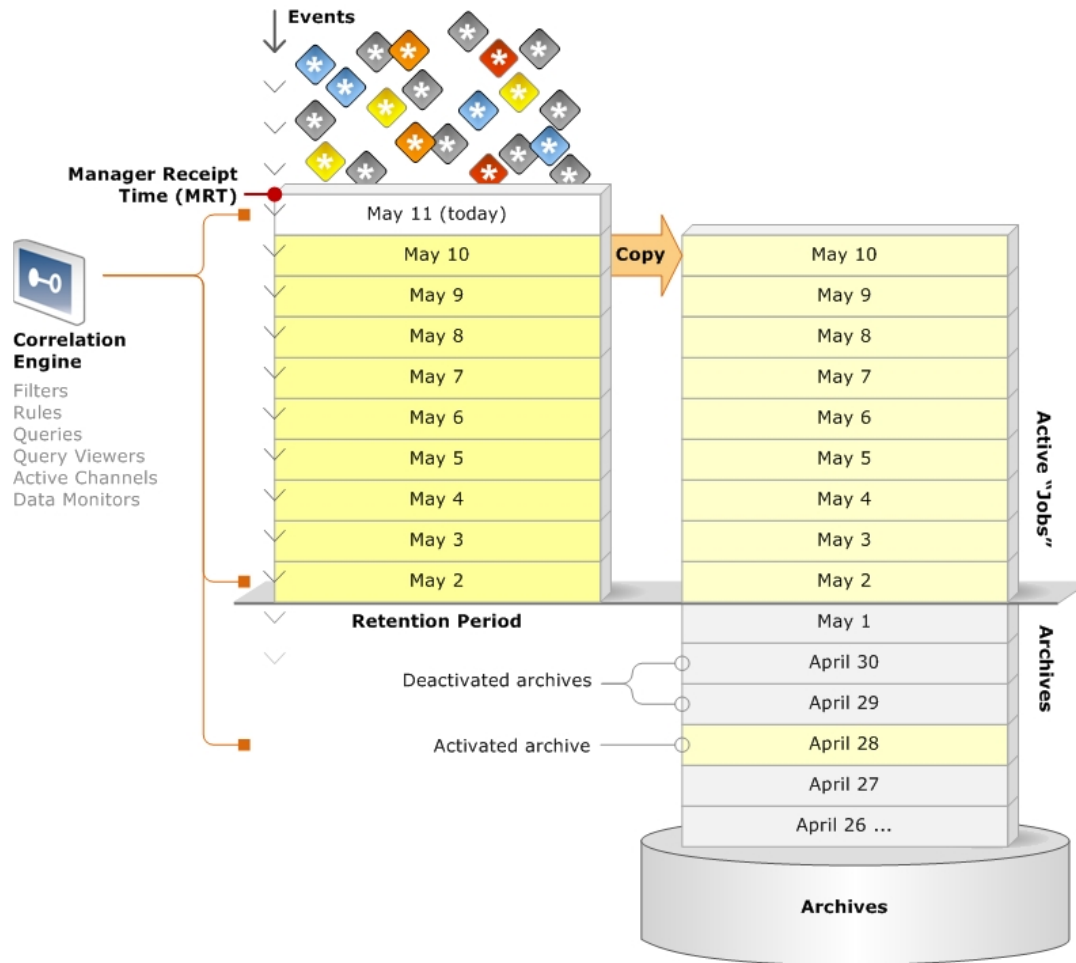 Events
Manager Receipt
Time (MRT)
May 11 (today)
May 10
May 9
May 8
May 7
May 6
May 5
May 4
May 3
May 2
Copy
May 10
May 9
May 8
May 7
May 6
May 5
May 4
May 3
May 2
May 1
April 30
April 29
April 28
April 27
April 26 ...
Active “Jobs”
Archives
Correlation
Engine
Filters
Rules
Queries
Query Viewers
Active Channels
Data Monitors
Retention Period
Deactivated archives
Activated archive
Archives